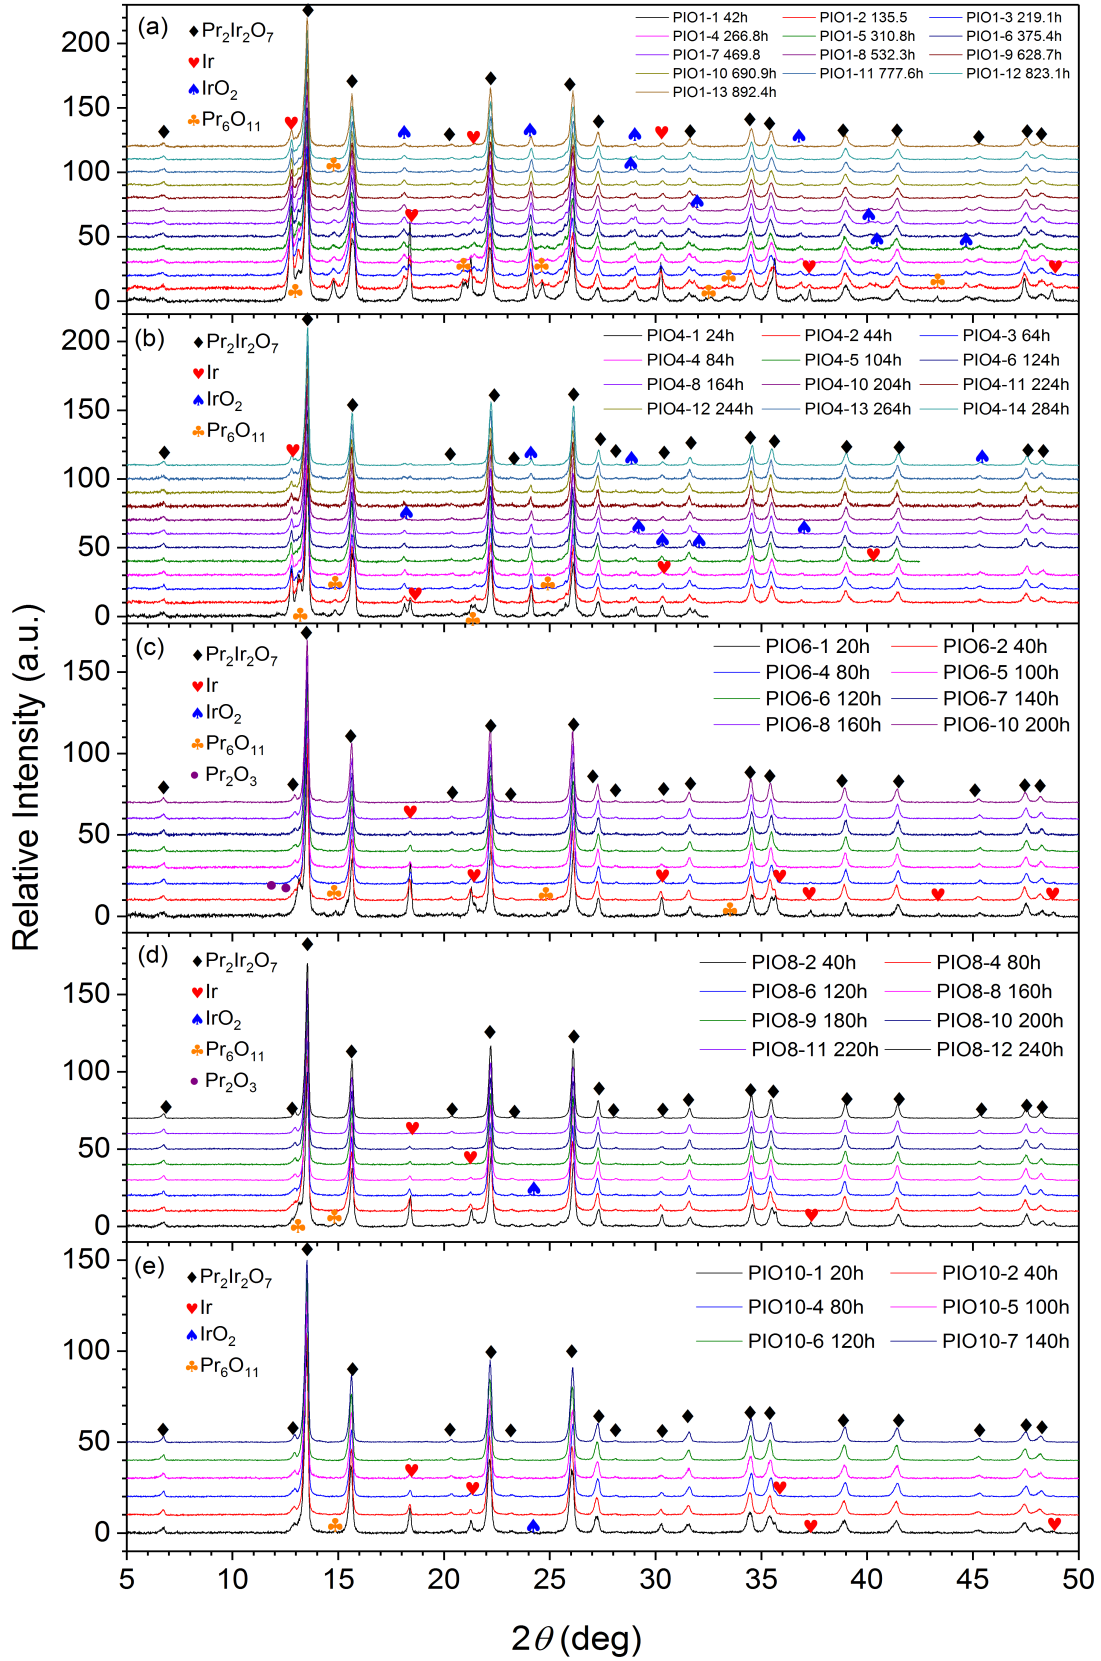 Relative Intensity (a.u.)
(a)
Pr2Ir2O7
Ir
IrO2
Pr6O11
PIO1-1 42h PIO1-2 135.5 PIO1-3 219.1h
PIO1-4 266.8h PIO1-5 310.8h PIO1-6 375.4h
PIO1-7 469.8 PIO1-8 532.3h PIO1-9 628.7h
PIO1-10 690.9h PIO1-11 777.6h PIO1-12 823.1h
PIO1-13 892.4h
200
150
100
50
0
(b)
Pr2Ir2O7
Ir
IrO2
Pr6O11
PIO4-1 24h PIO4-2 44h PIO4-3 64h
PIO4-4 84h PIO4-5 104h PIO4-6 124h
PIO4-8 164h PIO4-10 204h PIO4-11 224h
PIO4-12 244h PIO4-13 264h PIO4-14 284h
200
150
100
50
0
(c)
Pr2Ir2O7
Ir
IrO2
Pr6O11
Pr2O3
PIO6-1 20h PIO6-2 40h
PIO6-4 80h PIO6-5 100h
PIO6-6 120h PIO6-7 140h
PIO6-8 160h PIO6-10 200h
150
100
50
0
(d)
Pr2Ir2O7
Ir
IrO2
Pr6O11
Pr2O3
PIO8-2 40h PIO8-4 80h
PIO8-6 120h PIO8-8 160h
PIO8-9 180h PIO8-10 200h
PIO8-11 220h PIO8-12 240h
150
100
50
0
(e)
Pr2Ir2O7
Ir
IrO2
Pr6O11
PIO10-1 20h PIO10-2 40h
PIO10-4 80h PIO10-5 100h
PIO10-6 120h PIO10-7 140h
150
100
50
0
5 10 15 20 25 30 35 40 45 50
2θ (deg)